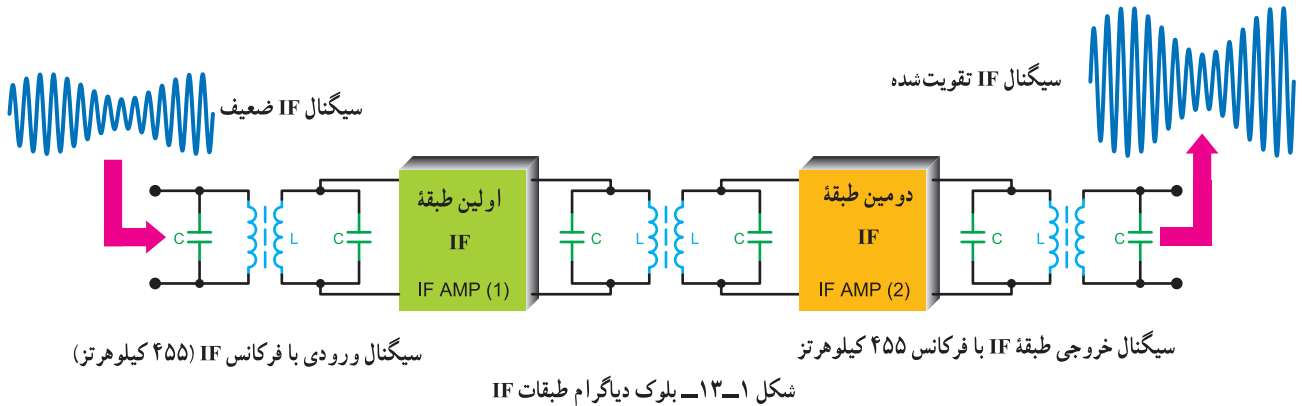 سیگنال IF تقویت‌شده
سیگنال IF ضعیف
C
L
C
اولین طبقهٔ
IF
IF AMP (1)
C
L
C
دومین طبقهٔ
IF
IF AMP (2)
C
L
C
سیگنال ورودی با فرکانس IF (۴۵۵ کیلوهرتز)
سیگنال خروجی طبقهٔ IF با فرکانس ۴۵۵ کیلوهرتز
شکل ۱ــ۱۳ــ بلوک دیاگرام طبقات IF